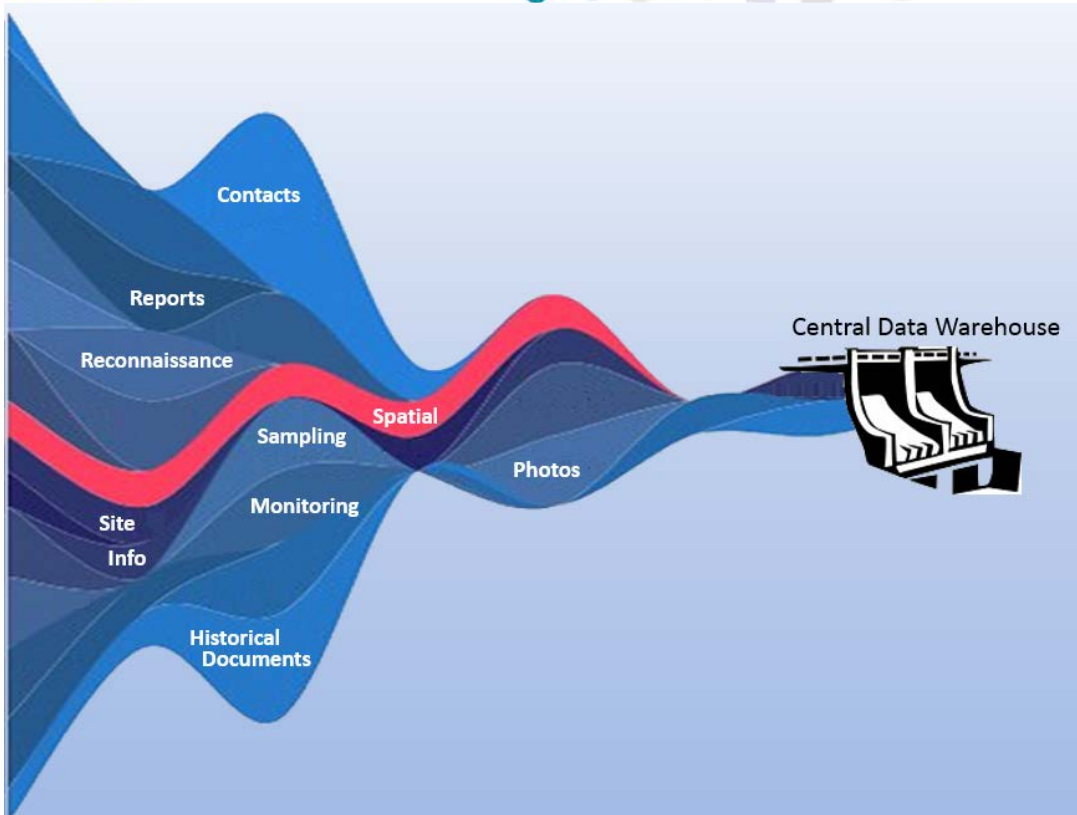 Contacts
Reports
Central Data Warehouse
Reconnaissance
Spatial
Sampling
Photos
Monitoring
Site
Info
Historical
Documents